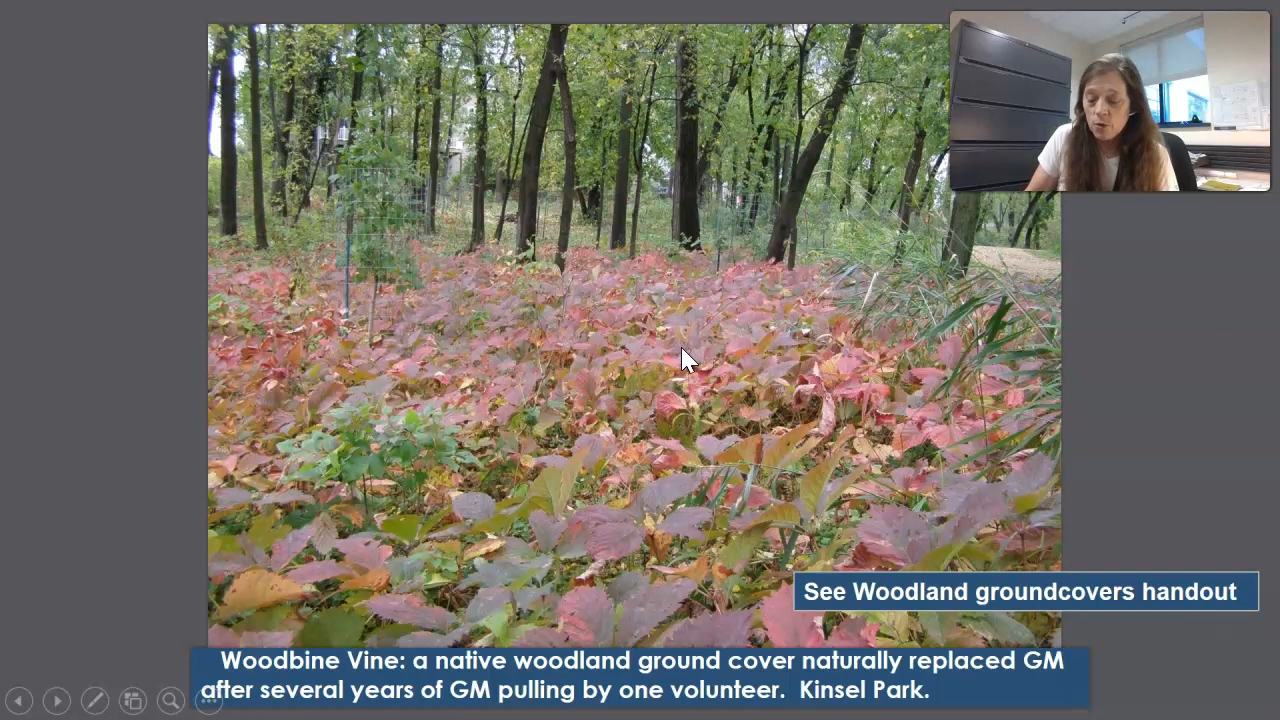 See Woodland groundcovers handout
Woodbine Vine: a native woodland ground cover naturally replaced GM
after several years of GM pulling by one volunteer. Kinsel Park.